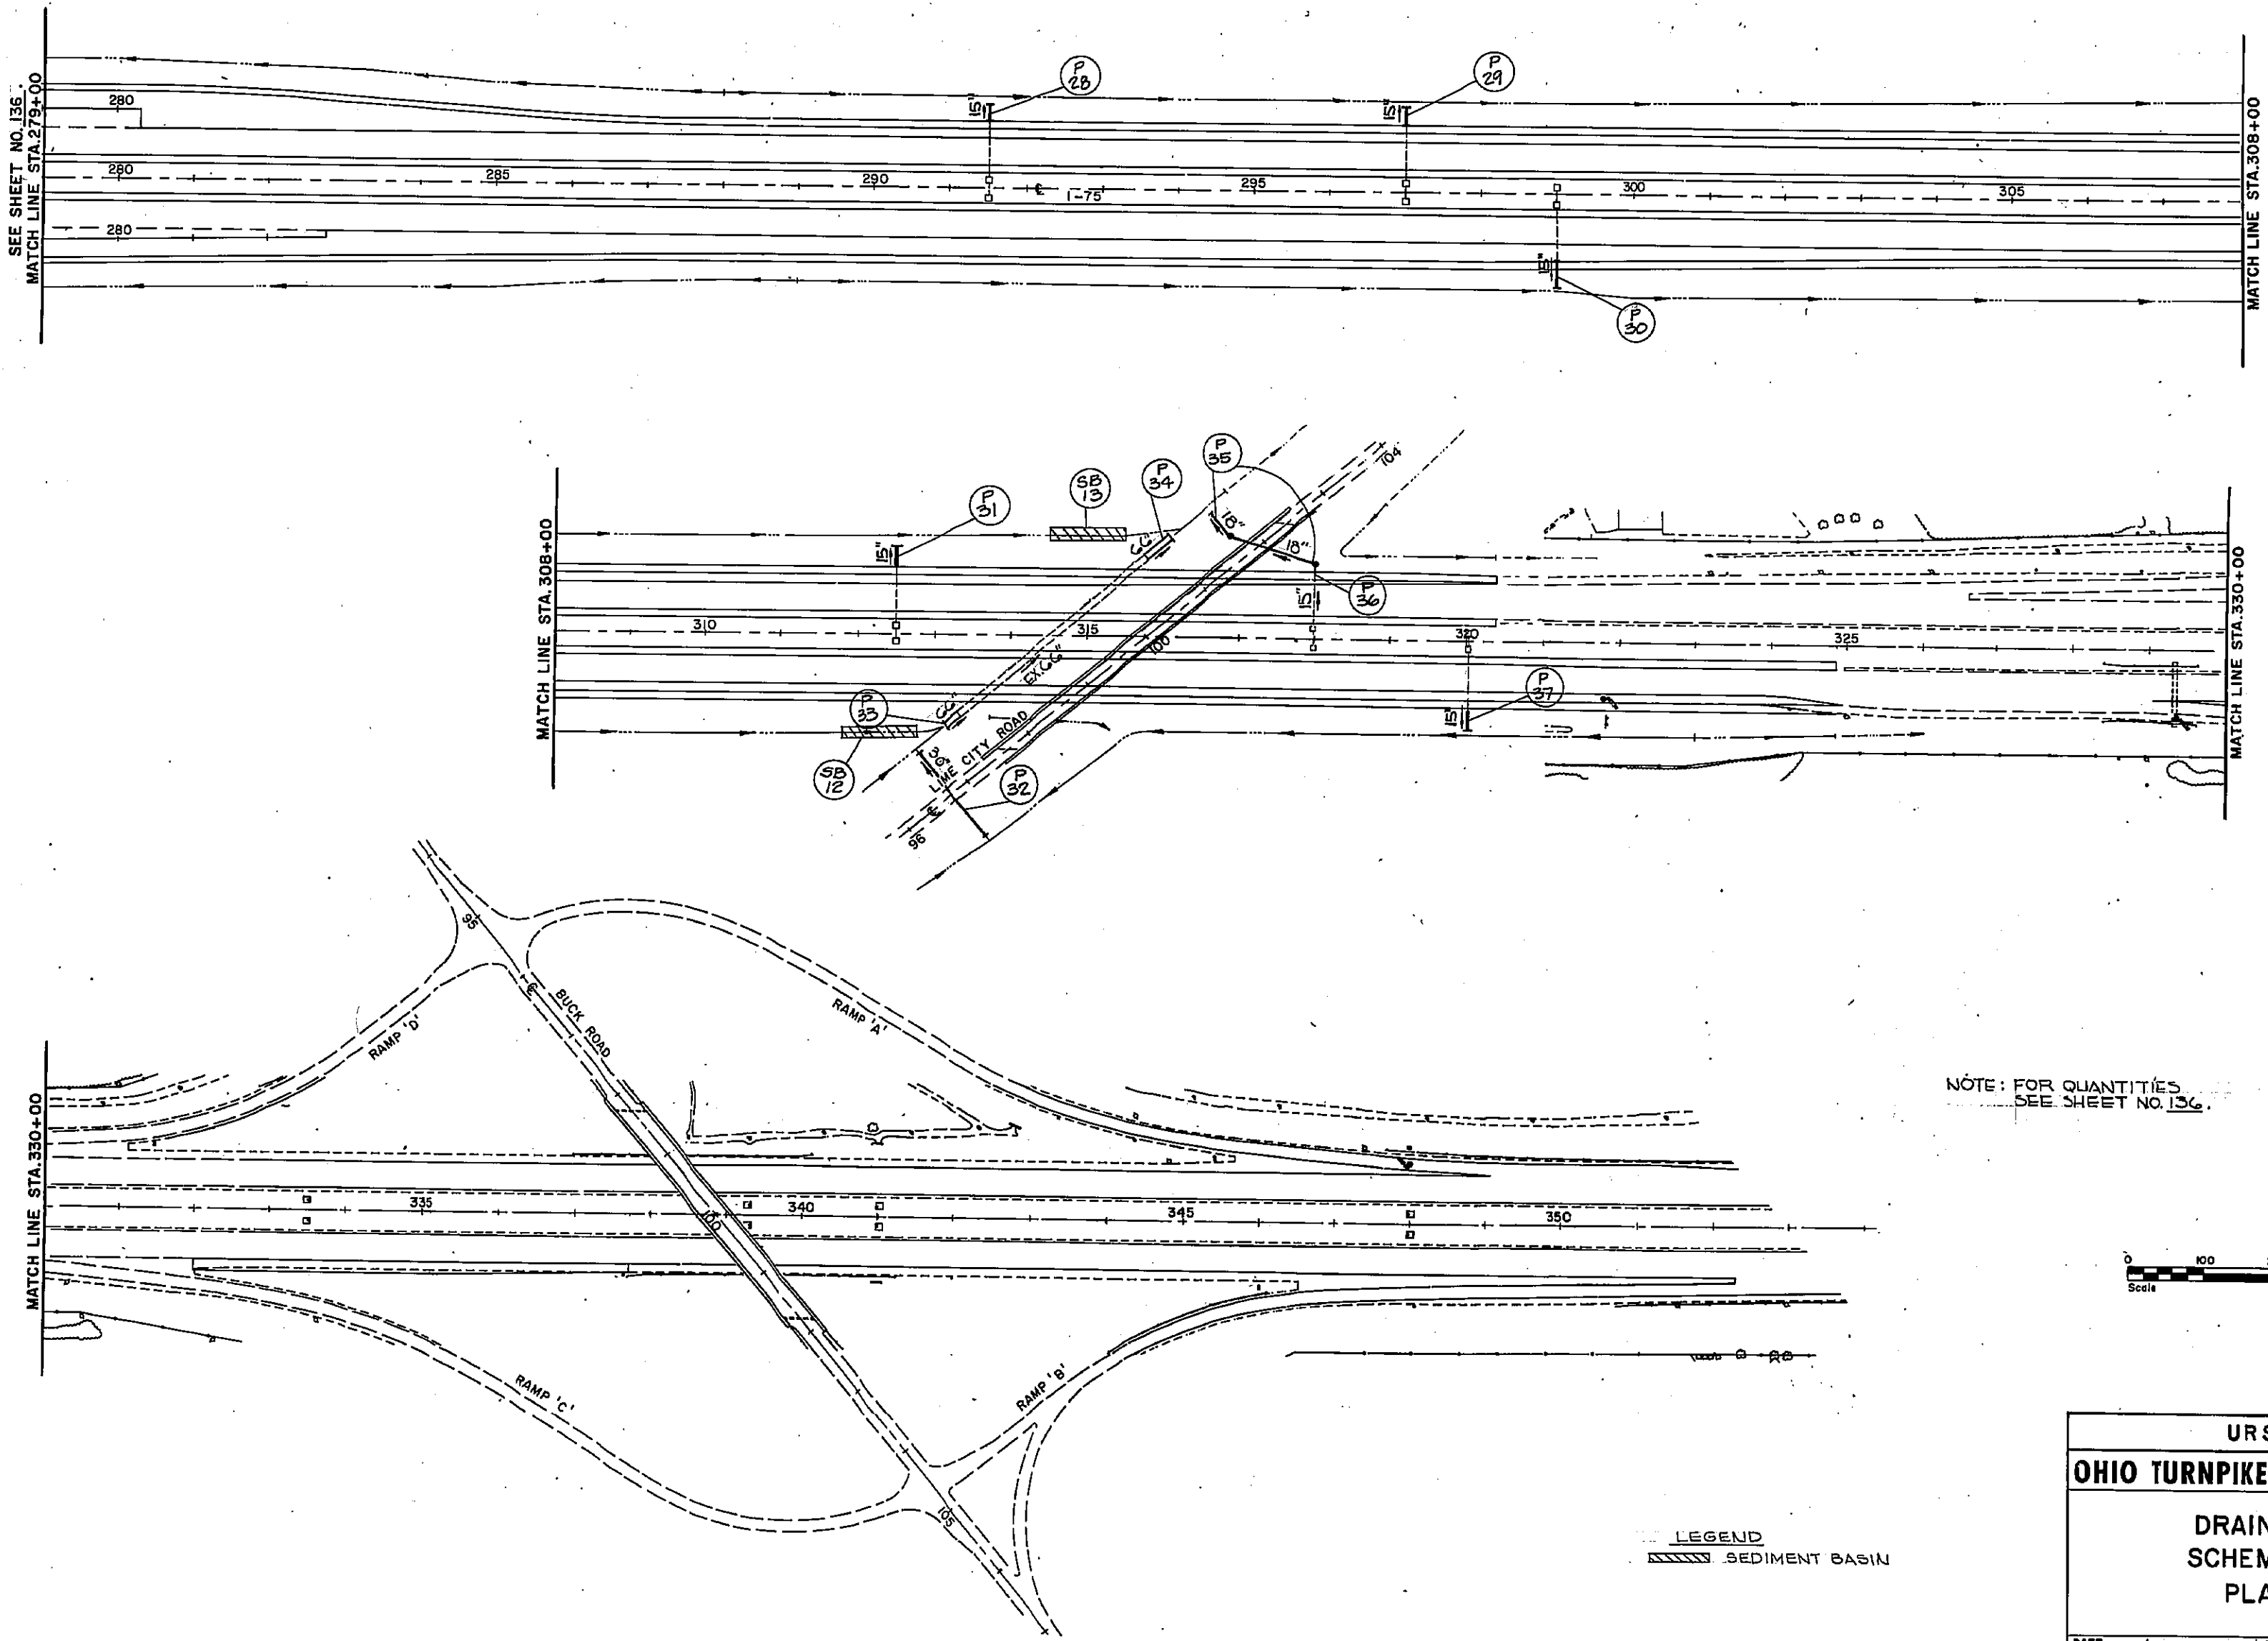 SEE SHEET NO. 136.
MATCH LINE STA. 279+00
280
280
280
285
290
295
300
305
℄
I-75
15"
P
28
15"
P
29
15"
P
30
MATCH LINE STA. 308+00
MATCH LINE STA. 308+00
310
315
320
325
15"
P
31
SB
13
P
34
P
35
18"
18"
66"
104
P
36
15"
100
EX. 66"
66"
P
33
SB
12
36"
LIME CITY ROAD
P
32
℄
96
15"
P
37
MATCH LINE STA. 330+00
MATCH LINE STA. 330+00
95
℄
BUCK ROAD
RAMP 'D'
RAMP 'A'
335
340
345
350
100
RAMP 'C'
RAMP 'B'
105
NOTE: FOR QUANTITIES
SEE SHEET NO. 136.
0 100
Scale
LEGEND
SEDIMENT BASIN
URS
OHIO TURNPIKE
DRAIN
SCHEM
PLA